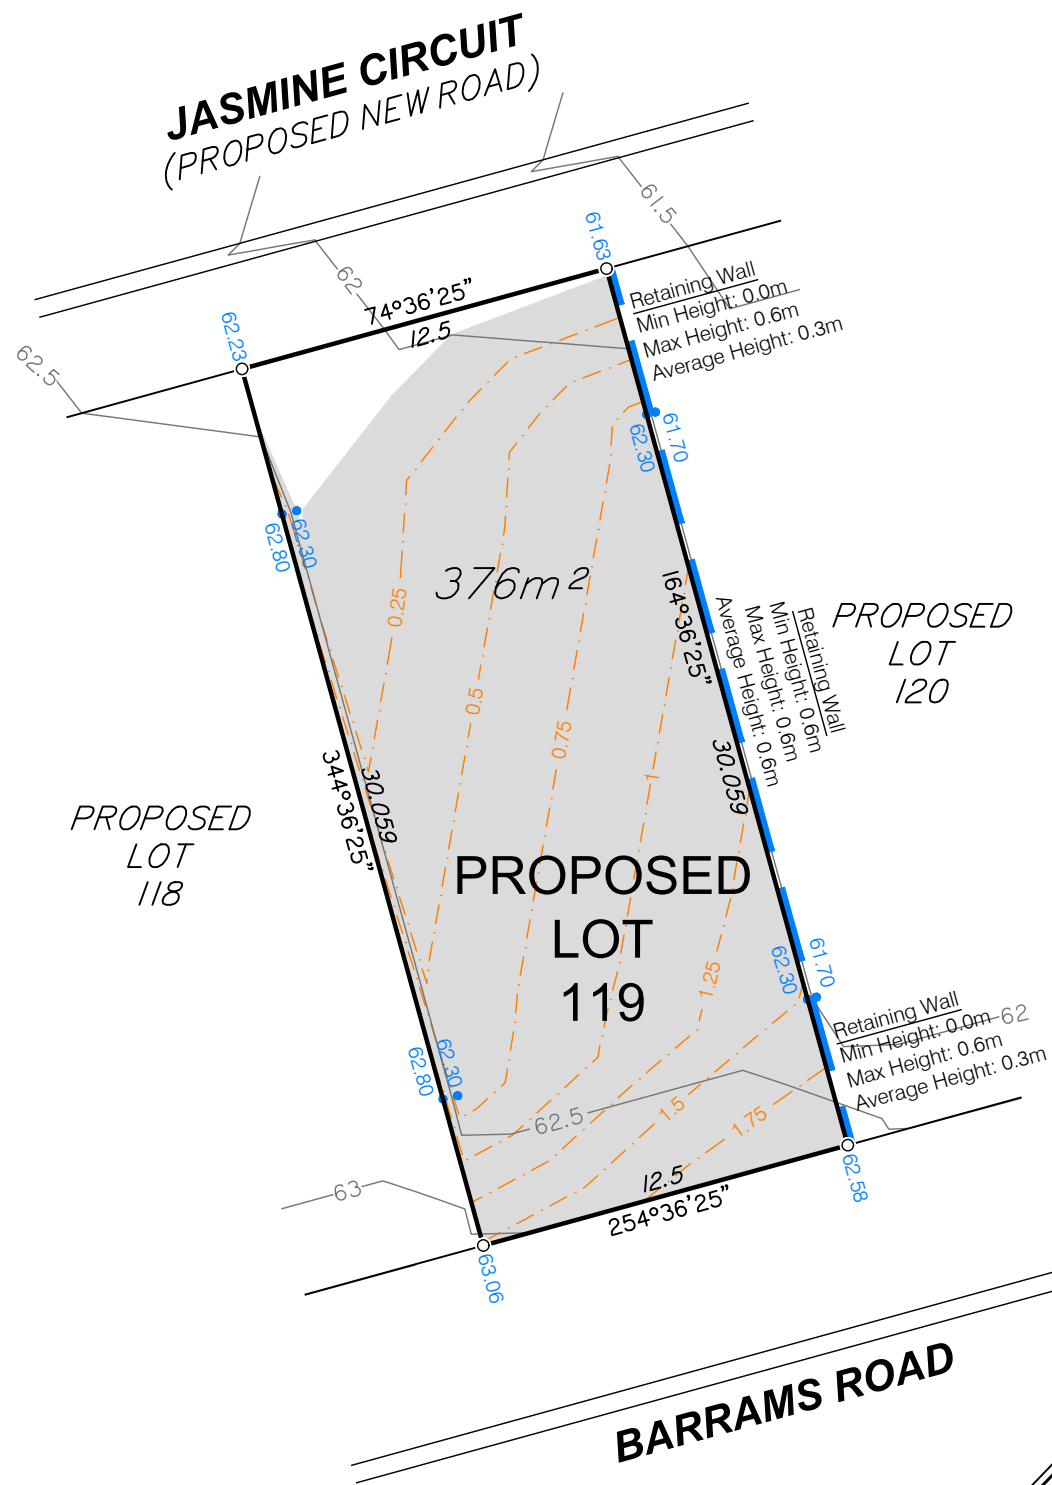 JASMINE CIRCUIT
(PROPOSED NEW ROAD)
61.5
61.63
62
74°36'25"
12.5
62.23
62.5
Retaining Wall
Min Height: 0.0m
Max Height: 0.6m
Average Height: 0.3m
61.70
62.30
62.80
62.30
376m²
0.25
0.5
0.75
1
1.25
1.5
1.75
164°36'25"
30.059
Retaining Wall
Min Height: 0.6m
Max Height: 0.6m
Average Height: 0.6m
PROPOSED
LOT
120
344°36'25"
30.059
PROPOSED
LOT
118
PROPOSED
LOT
119
61.70
62.30
62
Retaining Wall
Min Height: 0.0m
Max Height: 0.6m
Average Height: 0.3m
62.80
62.30
62.5
63
12.5
254°36'25"
62.58
63.06
BARRAMS ROAD